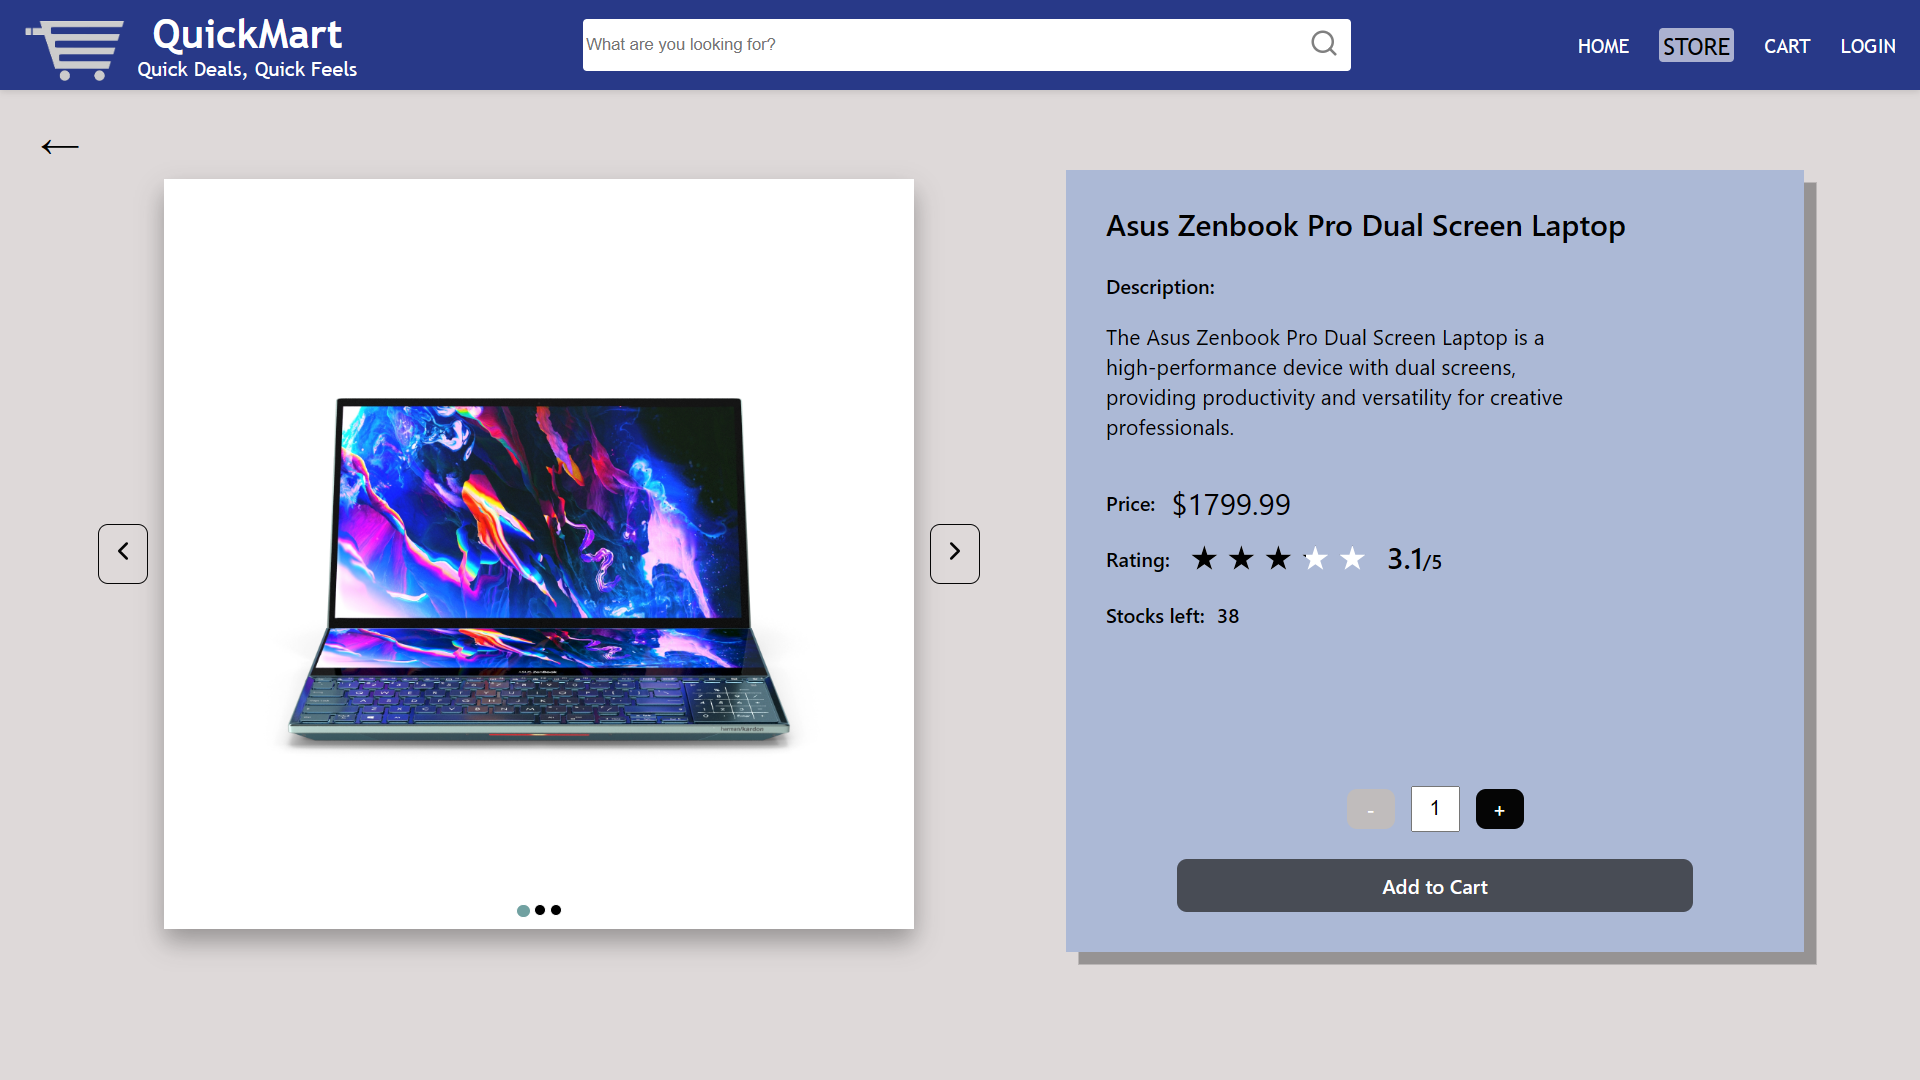 QuickMart
Quick Deals, Quick Feels
What are you looking for?
HOME
STORE
CART
LOGIN
Asus Zenbook Pro Dual Screen Laptop
Description:
The Asus Zenbook Pro Dual Screen Laptop is a
high-performance device with dual screens,
providing productivity and versatility for creative
professionals.
Price: $1799.99
Rating: ★ ★ ★ ★ ★ 3.1/5
Stocks left: 38
- 1 +
Add to Cart
harman/kardon